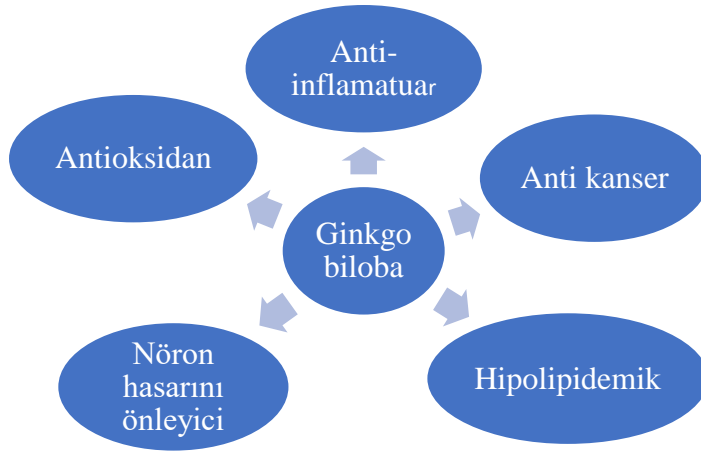 Anti-
inflamatuar
Antioksidan
Anti kanser
Ginkgo
biloba
Nöron
hasarını
önleyici
Hipolipidemik